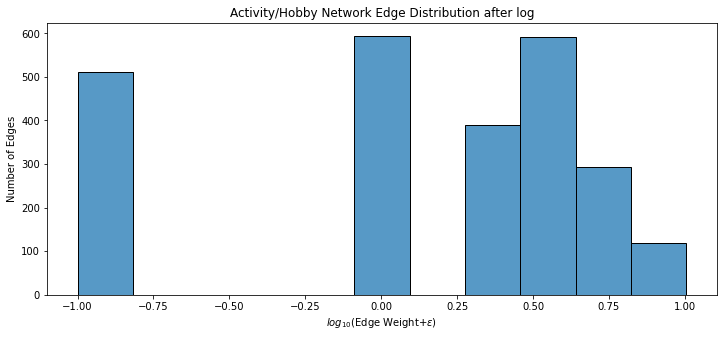 Activity/Hobby Network Edge Distribution after log
Number of Edges
600
500
400
300
200
100
0
−1.00 −0.75 −0.50 −0.25 0.00 0.25 0.50 0.75 1.00
log₁₀(Edge Weight+ε)